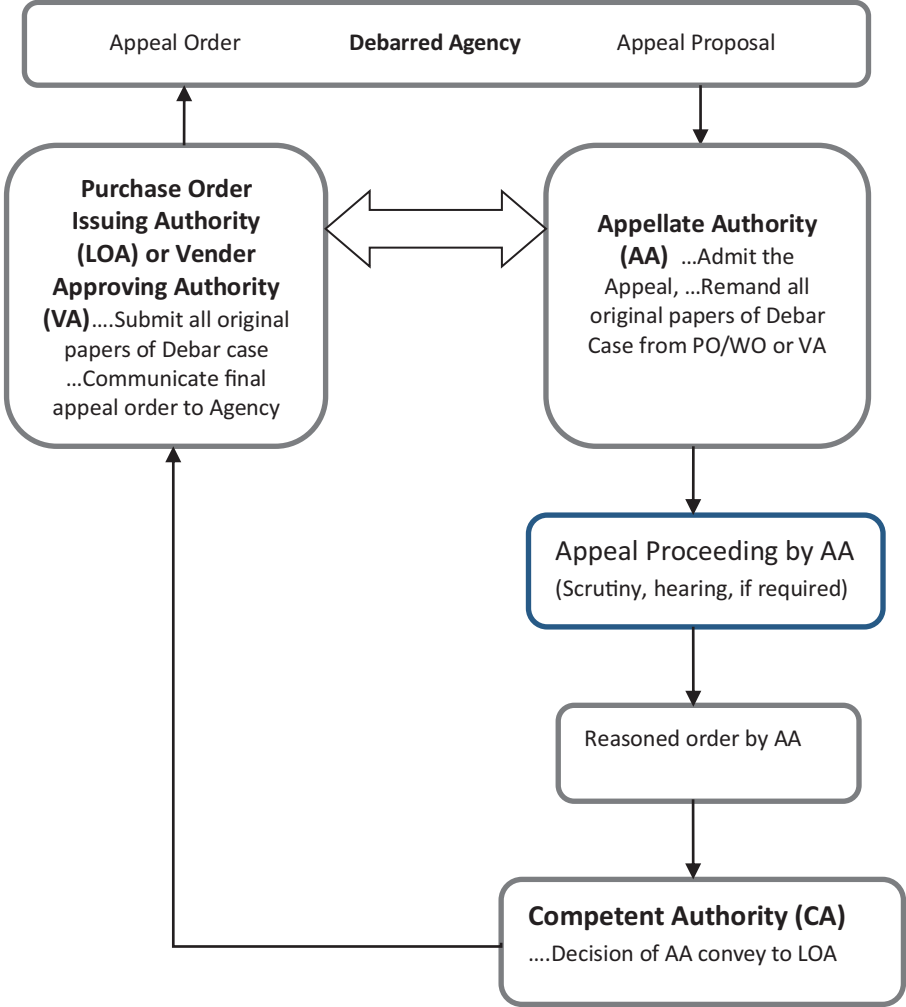 Appeal Order Debarred Agency Appeal Proposal
Purchase Order
Issuing Authority
(LOA) or Vender
Approving Authority
(VA)....Submit all original
papers of Debar case
...Communicate final
appeal order to Agency
Appellate Authority
(AA) ...Admit the
Appeal, ...Remand all
original papers of Debar
Case from PO/WO or VA
Appeal Proceeding by AA
(Scrutiny, hearing, if required)
Reasoned order by AA
Competent Authority (CA)
....Decision of AA convey to LOA